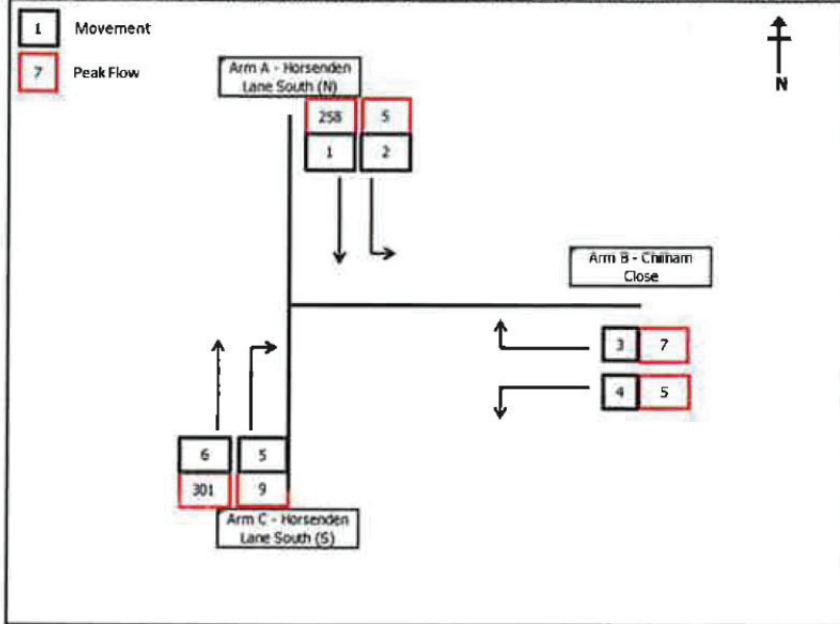 1 Movement
7 Peak Flow
N
Arm A - Horsenden
Lane South (N)
258 5
1 2
Arm B - Chilham
Close
3 7
4 5
6 5
301 9
Arm C - Horsenden
Lane South (S)